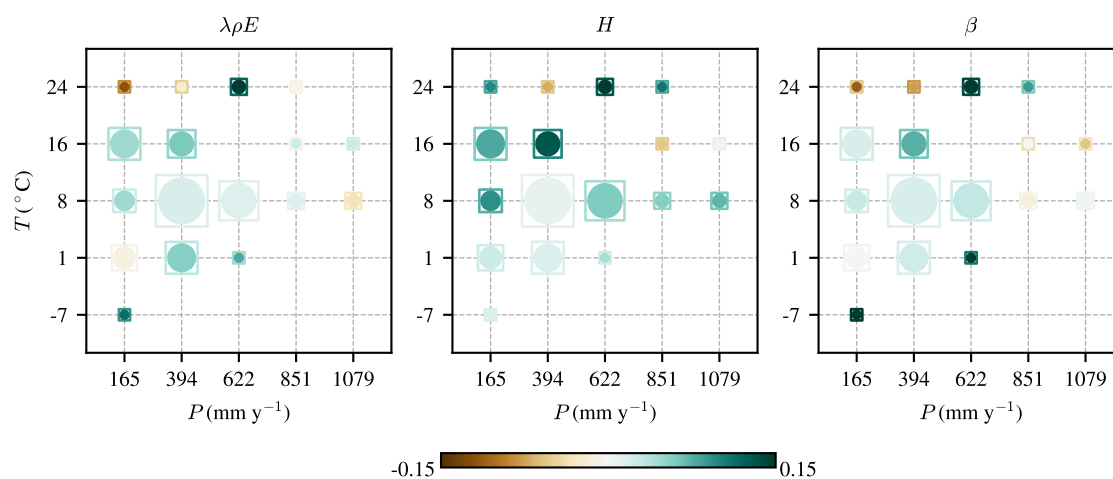 λρE H β
24
16
8
1
-7
T (°C)
165 394 622 851 1079 165 394 622 851 1079 165 394 622 851 1079
P (mm y⁻¹) P (mm y⁻¹) P (mm y⁻¹)
-0.15 0.15